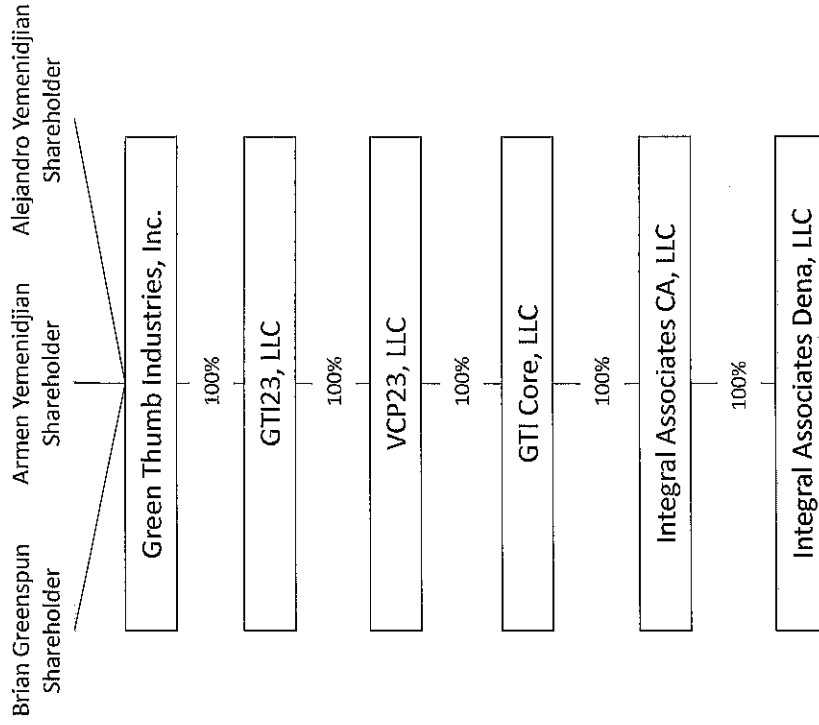 Brian Greenspun
Shareholder
Armen Yemenidjian
Shareholder
Alejandro Yemenidjian
Shareholder
Green Thumb Industries, Inc.
100%
GTI23, LLC
100%
VCP23, LLC
100%
GTI Core, LLC
100%
Integral Associates CA, LLC
100%
Integral Associates Dena, LLC